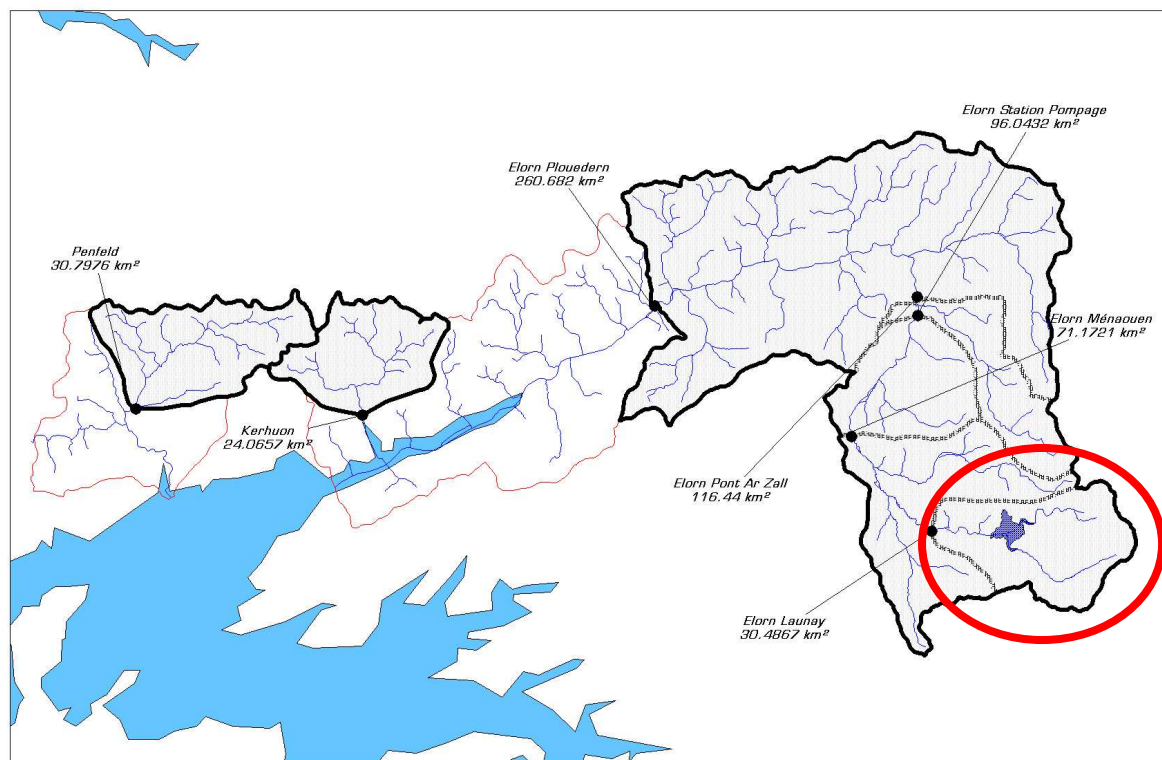 Elorn Station Pompage
96.0432 km²
Elorn Plouedern
260.682 km²
Penfeld
30.7976 km²
Elorn Ménaouen
71.1721 km²
Kerhuon
24.0657 km²
Elorn Pont Ar Zall
116.44 km²
Elorn Launay
30.4867 km²